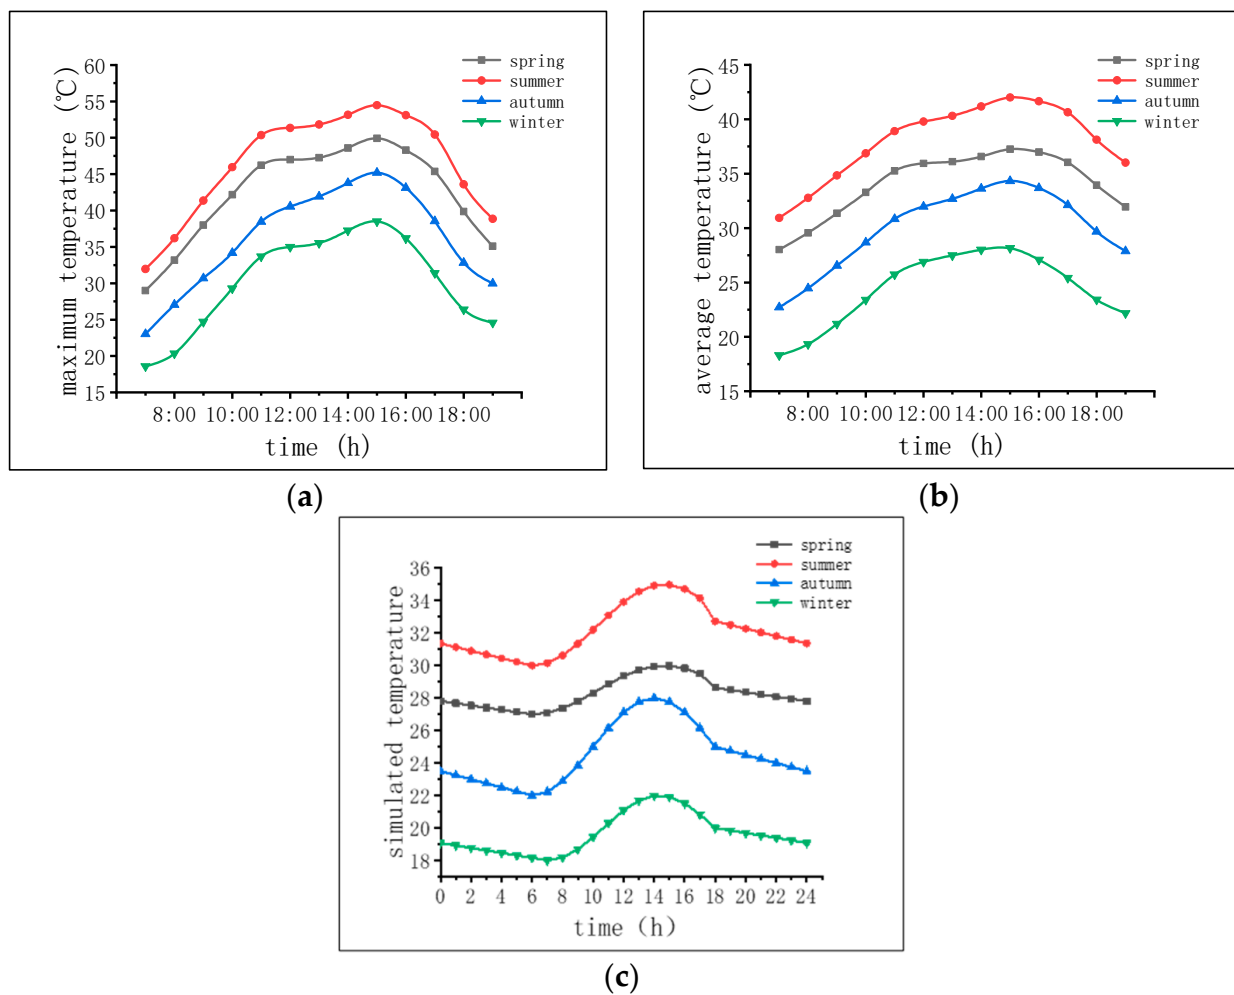 spring
summer
autumn
winter
maximum temperature (℃)
60
55
50
45
40
35
30
25
20
15
8:00 10:00 12:00 14:00 16:00 18:00
time (h)
(a)
spring
summer
autumn
winter
average temperature (℃)
45
40
35
30
25
20
15
8:00 10:00 12:00 14:00 16:00 18:00
time (h)
(b)
spring
summer
autumn
winter
simulated temperature
36
34
32
30
28
26
24
22
20
18
0 2 4 6 8 10 12 14 16 18 20 22 24
time (h)
(c)